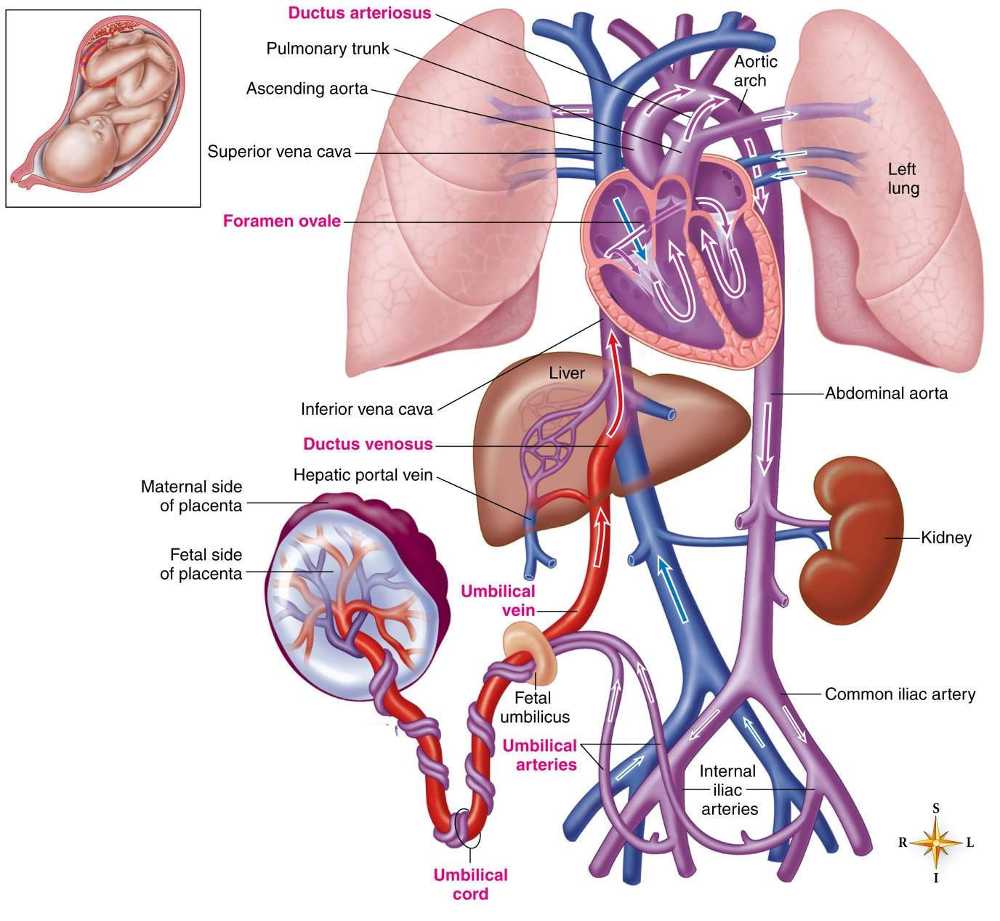 Ductus arteriosus
Pulmonary trunk
Aortic
arch
Ascending aorta
Superior vena cava
Left
lung
Foramen ovale
Liver
Abdominal aorta
Inferior vena cava
Ductus venosus
Hepatic portal vein
Maternal side
of placenta
Kidney
Fetal side
of placenta
Umbilical
vein
Common iliac artery
Fetal
umbilicus
Umbilical
arteries
Internal
iliac
arteries
S
R
L
I
Umbilical
cord